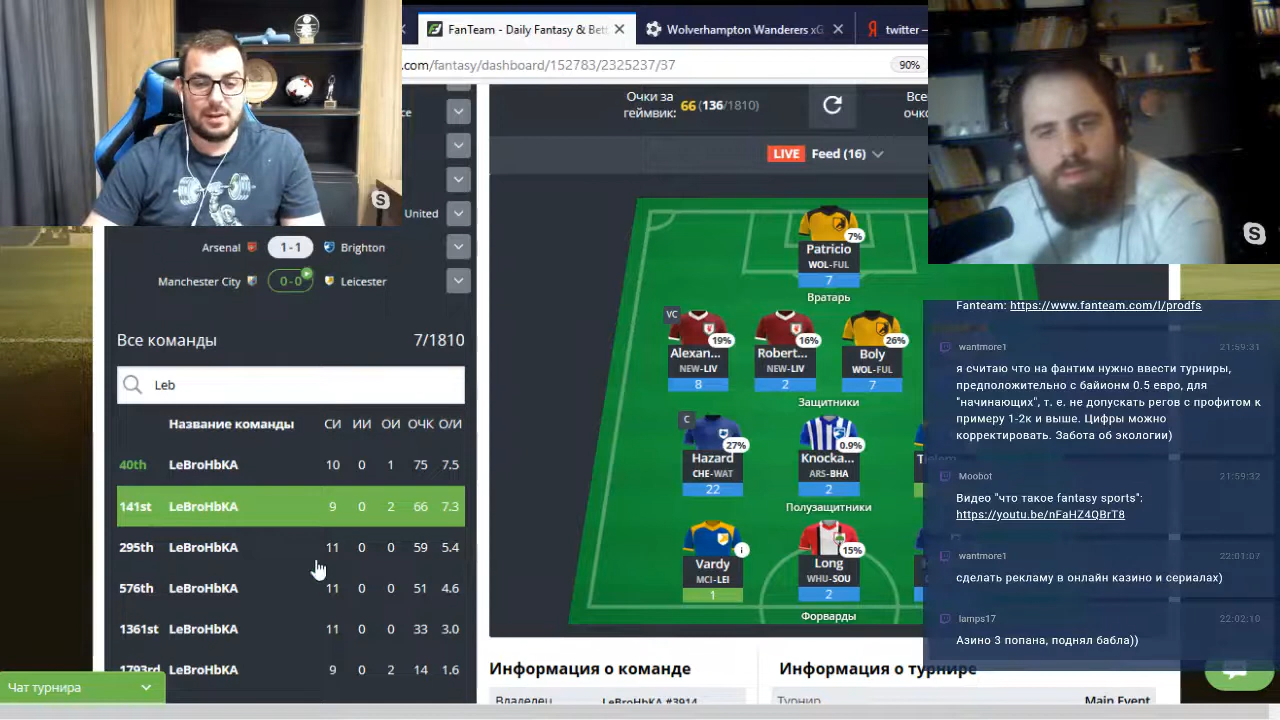 FanTeam - Daily Fantasy & Bett
Wolverhampton Wanderers xG
twitter —
.com/fantasy/dashboard/152783/2325237/37
90%
United
Arsenal 1 - 1 Brighton
Manchester City 0 - 0 Leicester
Все команды 7/1810
Leb
Название команды СИ ИИ ОИ ОЧК О/И
40th LeBroHbKA 10 0 1 75 7.5
141st LeBroHbKA 9 0 2 66 7.3
295th LeBroHbKA 11 0 0 59 5.4
576th LeBroHbKA 11 0 0 51 4.6
1361st LeBroHbKA 11 0 0 33 3.0
1793rd LeBroHbKA 9 0 2 14 1.6
Чат турнира
Очки за
геймвик: 66 (136/1810)
Все
очко
LIVE Feed (16)
7%
Patricio
WOL-FUL
7
Вратарь
VC 19% 16% 26%
Alexan... Robert... Boly
NEW-LIV NEW-LIV WOL-FUL
8 2 7
Защитники
C 27% 0.9%
Hazard Knocka...
CHE-WAT ARS-BHA
22 2
Полузащитники
i 15%
Vardy Long
MCI-LEI WHU-SOU
1 2
Форварды
Информация о команде
Владелец LeBroHbKA #3914
Информация о турнире
Турнир Main Event
Fanteam: https://www.fanteam.com/l/prodfs
wantmore1 21:59:31
я считаю что на фантим нужно ввести турниры,
предположительно с байионм 0.5 евро, для
"начинающих", т. е. не допускать регов с профитом к
примеру 1-2к и выше. Цифры можно
корректировать. Забота об экологии)
Moobot 21:59:32
Видео "что такое fantasy sports":
https://youtu.be/nFaHZ4QBrT8
wantmore1 22:01:07
сделать рекламу в онлайн казино и сериалах)
lamps17 22:02:10
Азино 3 попана, поднял бабла))